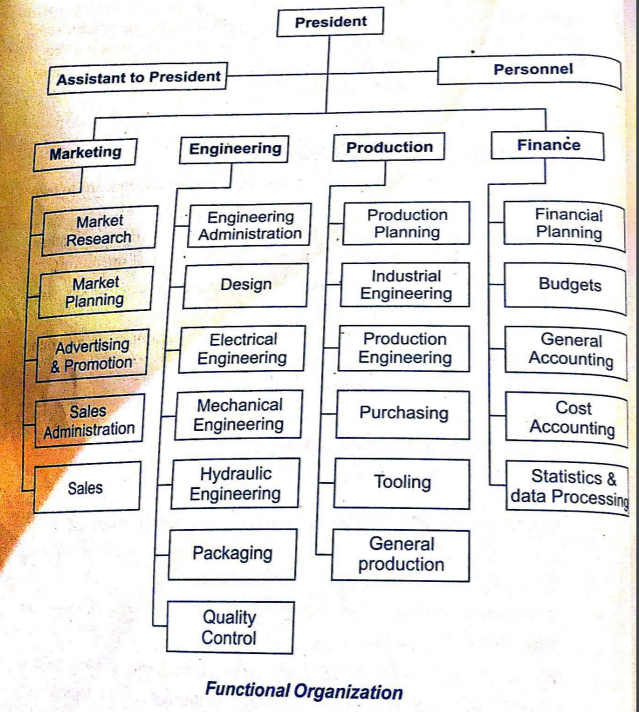 President
Assistant to President
Personnel
Marketing
Engineering
Production
Finance
Market
Research
Market
Planning
Advertising
& Promotion
Sales
Administration
Sales
Engineering
Administration
Design
Electrical
Engineering
Mechanical
Engineering
Hydraulic
Engineering
Packaging
Quality
Control
Production
Planning
Industrial
Engineering
Production
Engineering
Purchasing
Tooling
General
production
Financial
Planning
Budgets
General
Accounting
Cost
Accounting
Statistics &
data Processing
Functional Organization